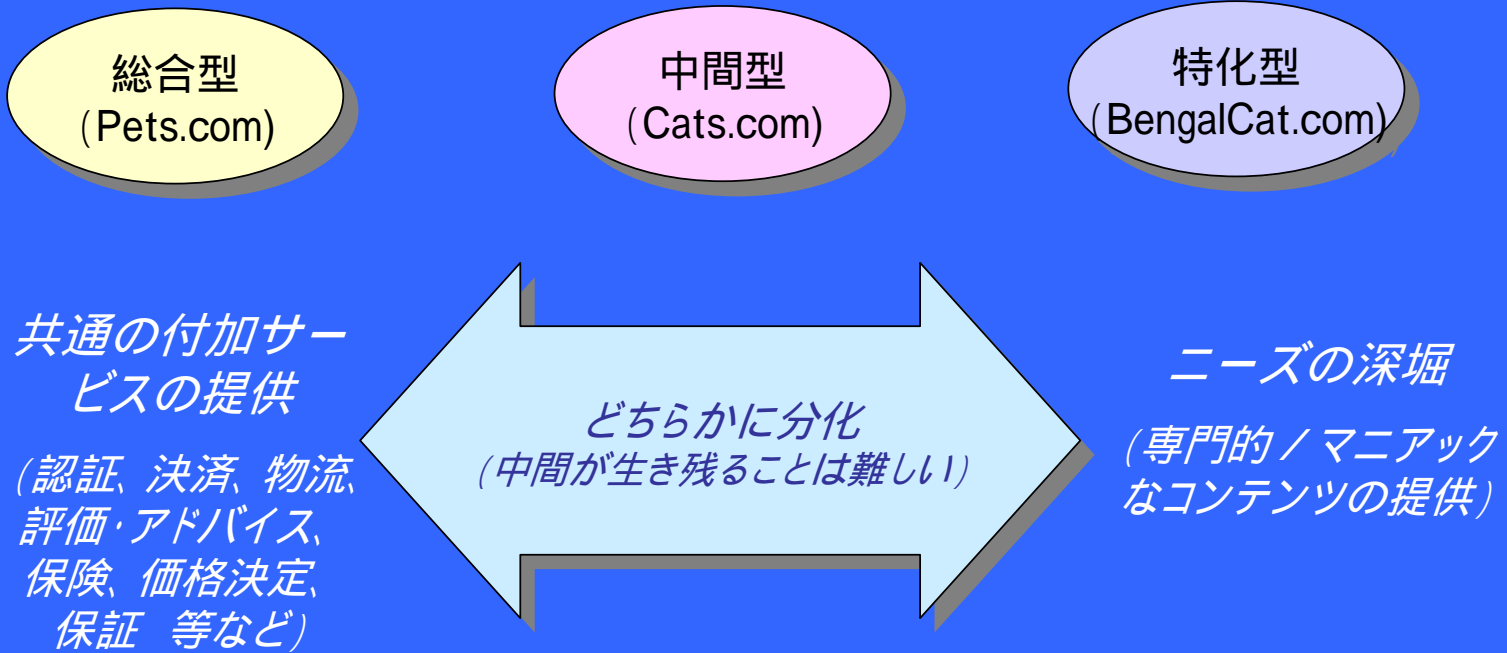 総合型
(Pets.com)
中間型
(Cats.com)
特化型
(BengalCat.com)
共通の付加サー
ビスの提供
(認証、決済、物流、
評価・アドバイス、
保険、価格決定、
保証 等など)
どちらかに分化
(中間が生き残ることは難しい)
ニーズの深堀
(専門的/マニアック
なコンテンツの提供)